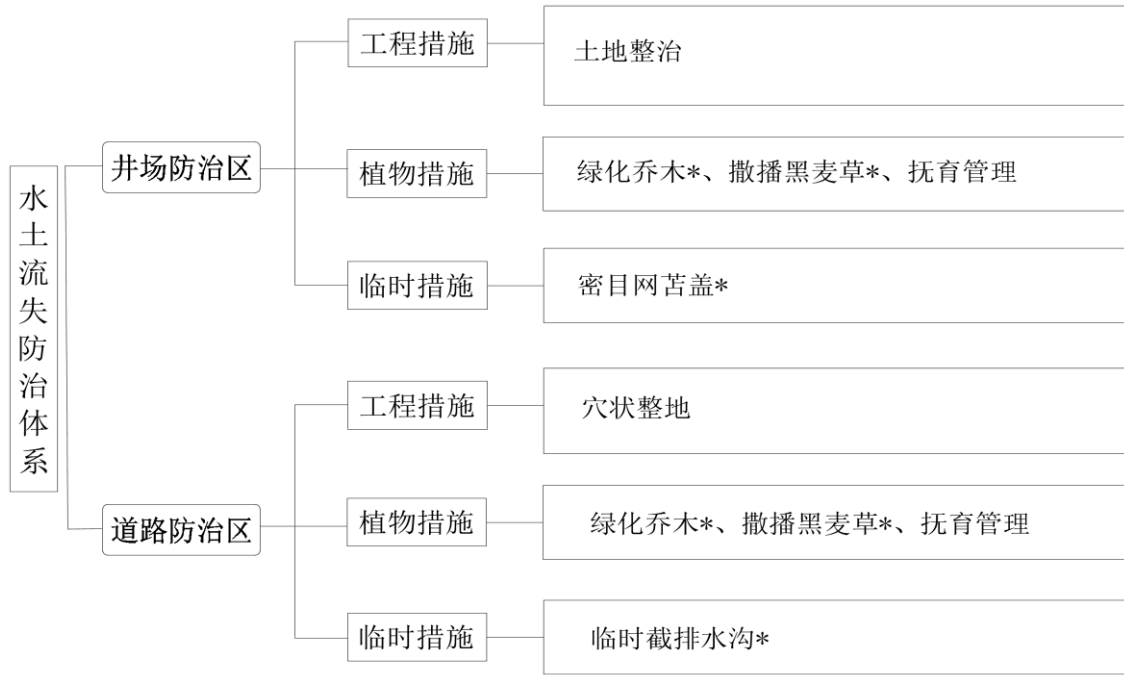 水土流失防治体系
井场防治区
工程措施
土地整治
植物措施
绿化乔木*、撒播黑麦草*、抚育管理
临时措施
密目网苫盖*
道路防治区
工程措施
穴状整地
植物措施
绿化乔木*、撒播黑麦草*、抚育管理
临时措施
临时截排水沟*